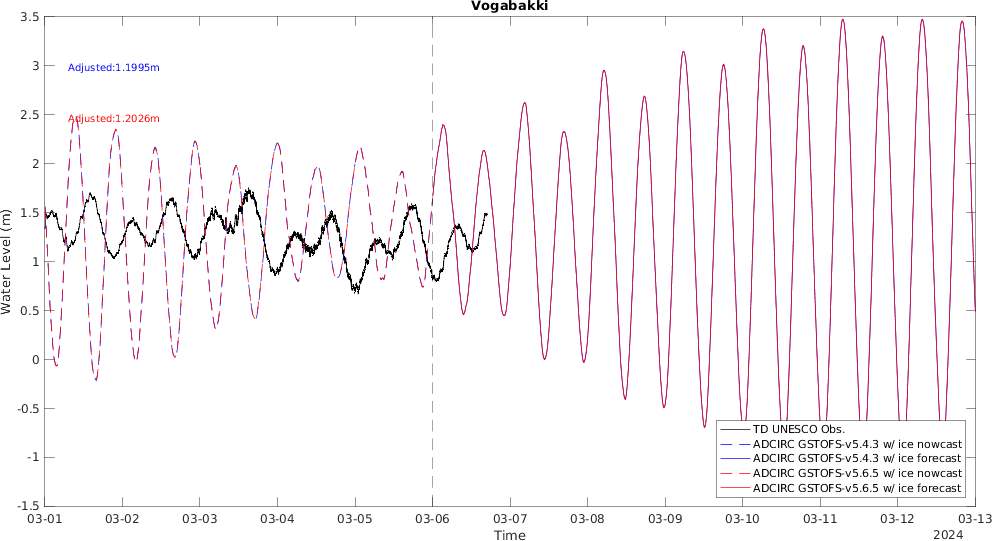 Vogabakki
3.5
3
2.5
2
1.5
1
0.5
0
-0.5
-1
-1.5
Water Level (m)
Adjusted:1.1995m
Adjusted:1.2026m
TD UNESCO Obs.
ADCIRC GSTOFS-v5.4.3 w/ ice nowcast
ADCIRC GSTOFS-v5.4.3 w/ ice forecast
ADCIRC GSTOFS-v5.6.5 w/ ice nowcast
ADCIRC GSTOFS-v5.6.5 w/ ice forecast
03-01 03-02 03-03 03-04 03-05 03-06 03-07 03-08 03-09 03-10 03-11 03-12 03-13
Time
2024